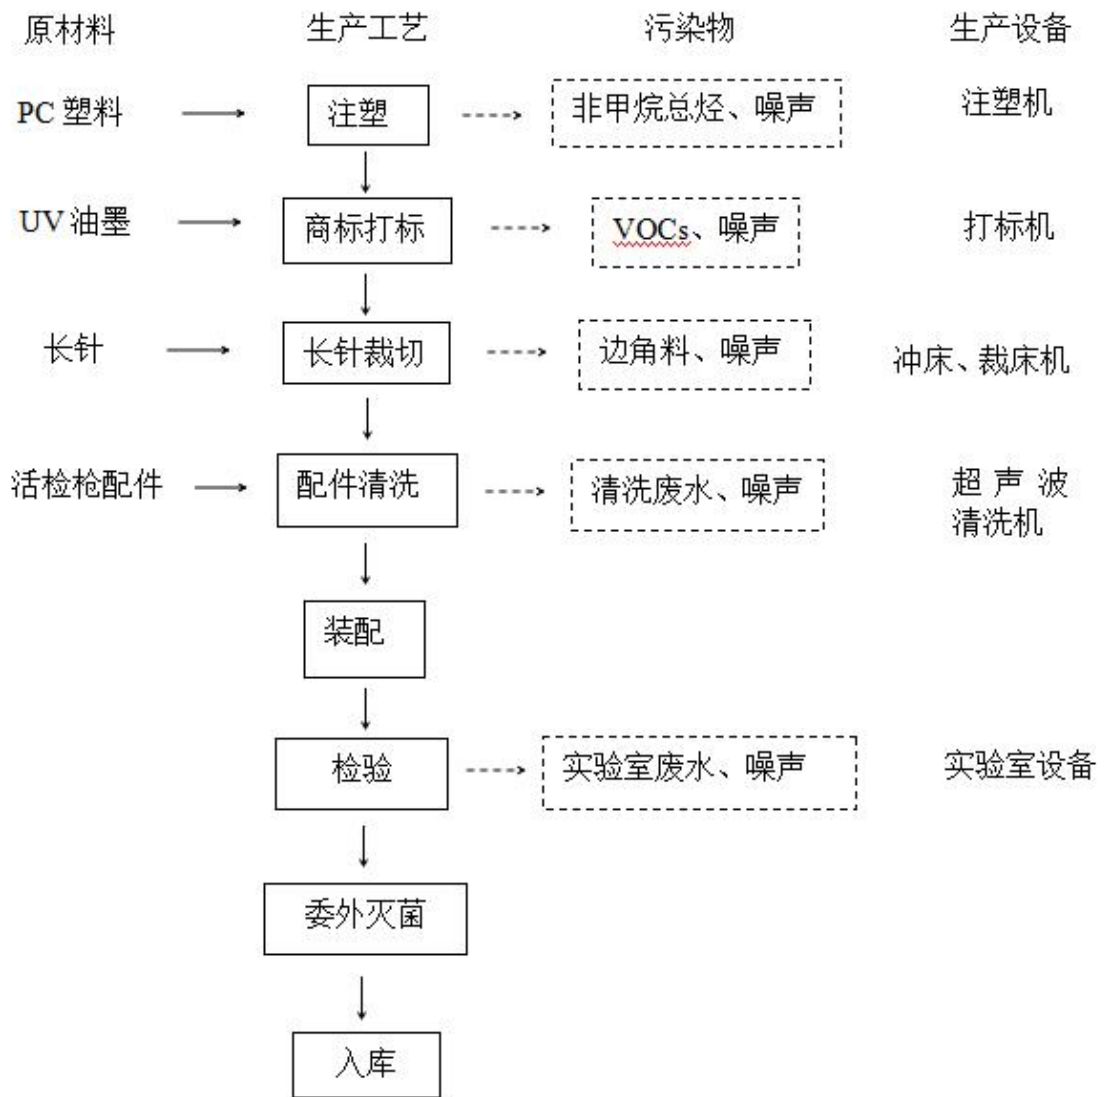 原材料 生产工艺 污染物 生产设备
PC 塑料 注塑 非甲烷总烃、噪声 注塑机
UV 油墨 商标打标 VOCs、噪声 打标机
长针 长针裁切 边角料、噪声 冲床、裁床机
活检枪配件 配件清洗 清洗废水、噪声 超声波
清洗机
装配
检验 实验室废水、噪声 实验室设备
委外灭菌
入库